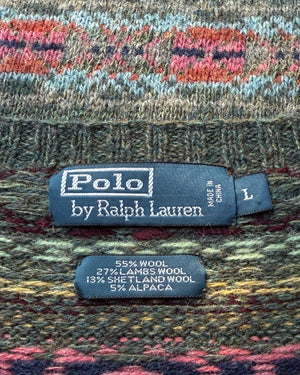 Polo
by Ralph Lauren
MADE IN
CHINA
L
55% WOOL
27% LAMBS WOOL
13% SHETLAND WOOL
5% ALPACA